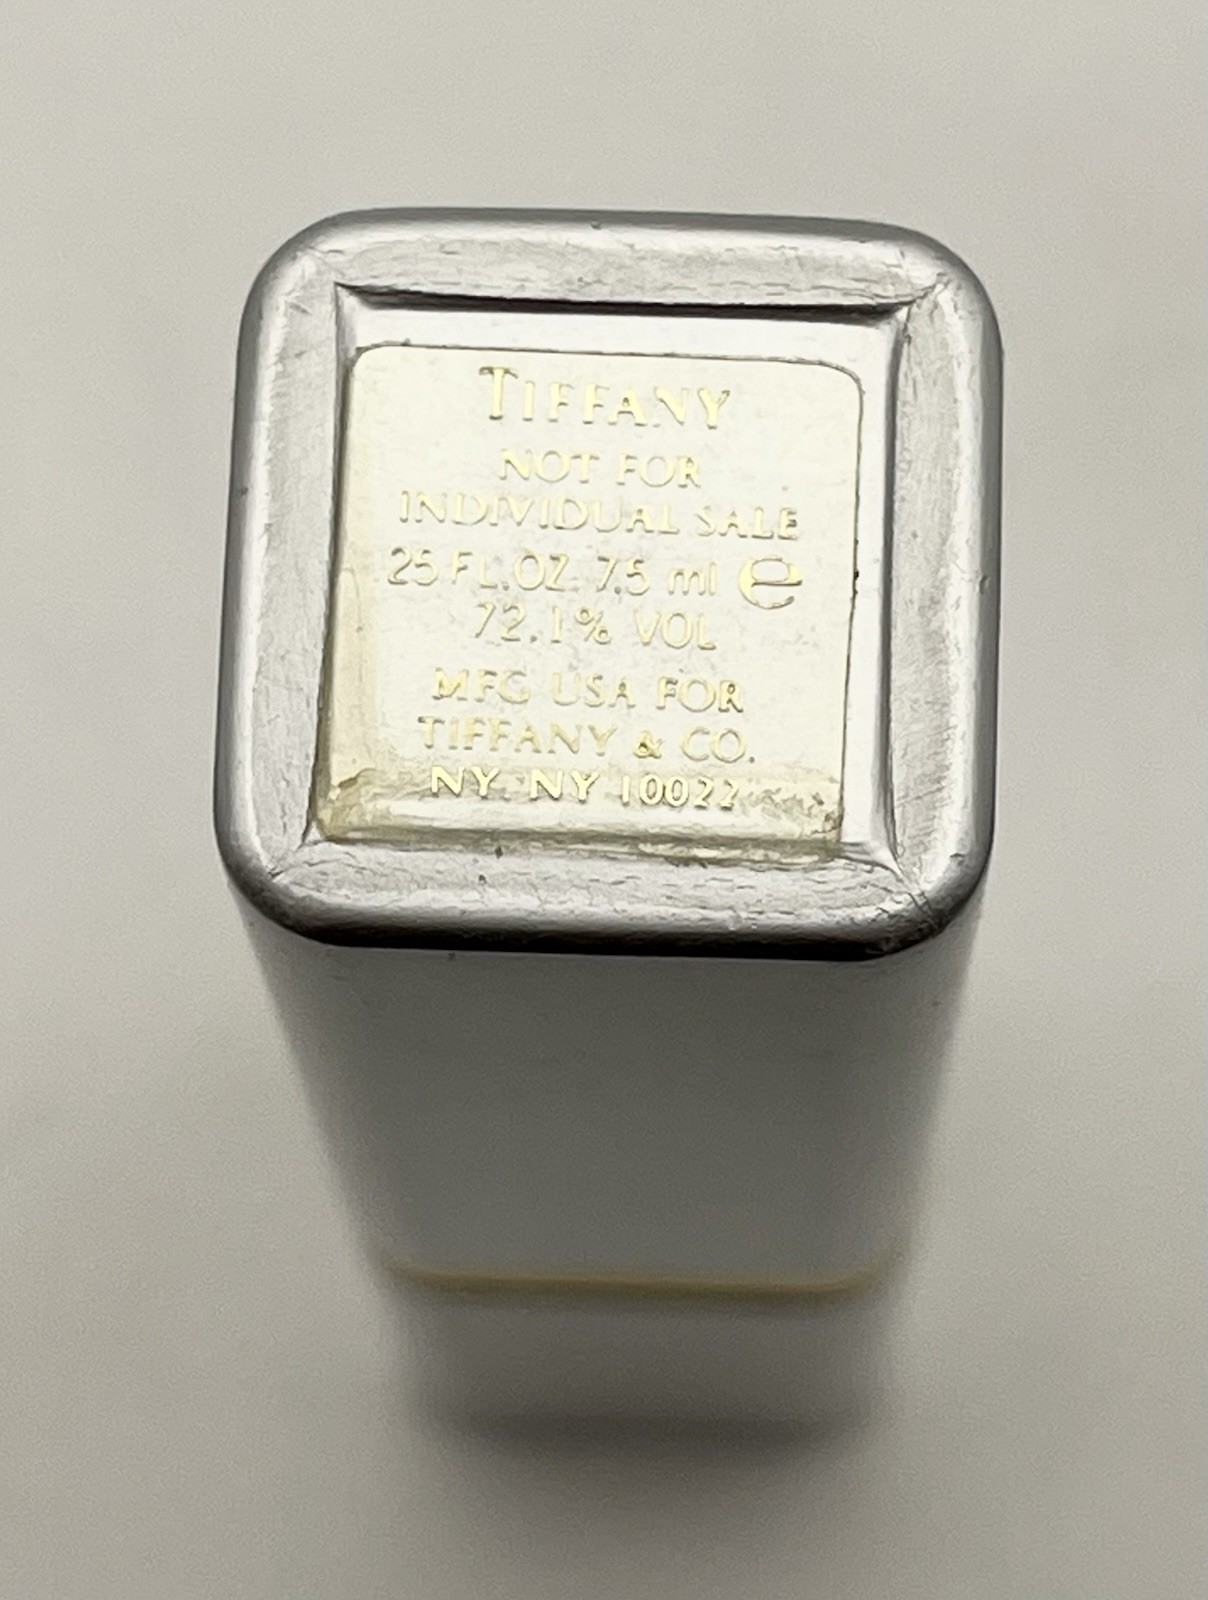 TIFFANY
NOT FOR
INDIVIDUAL SALE
25 FL.OZ. 7.5 ml ℮
72.1% VOL
MFG USA FOR
TIFFANY & CO.
NY, NY 10022